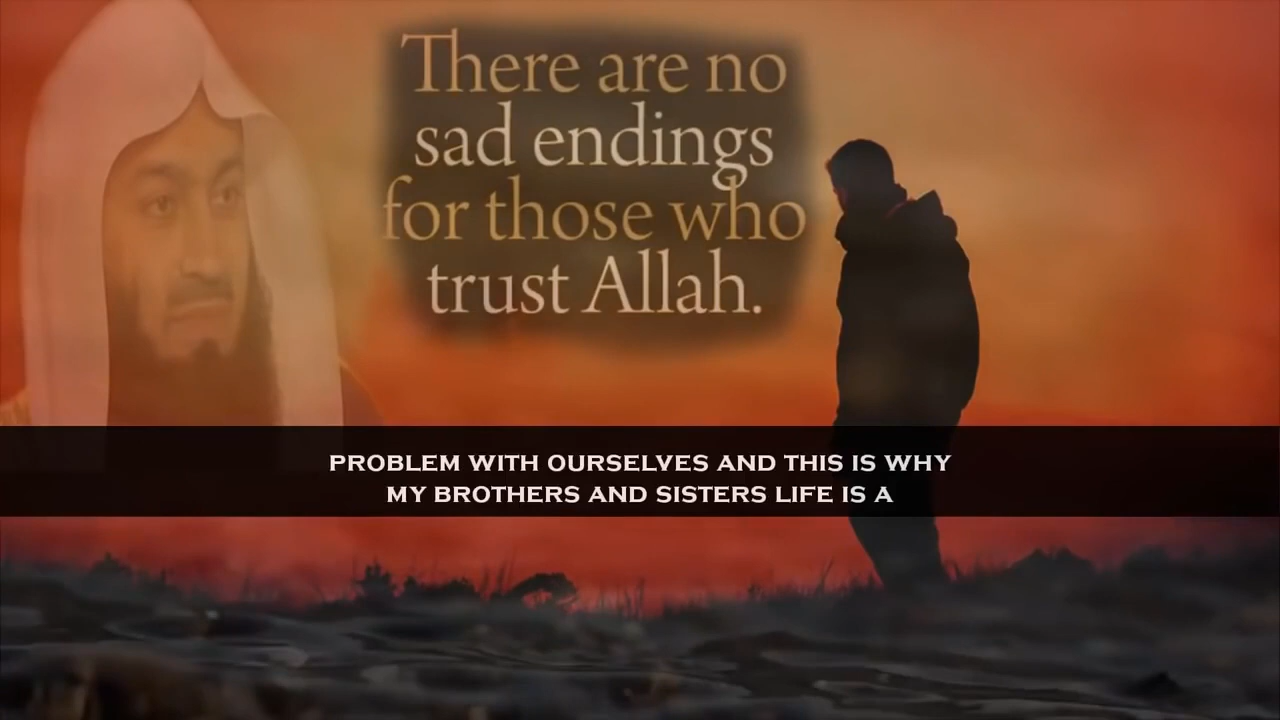 There are no
sad endings
for those who
trust Allah.
PROBLEM WITH OURSELVES AND THIS IS WHY
MY BROTHERS AND SISTERS LIFE IS A